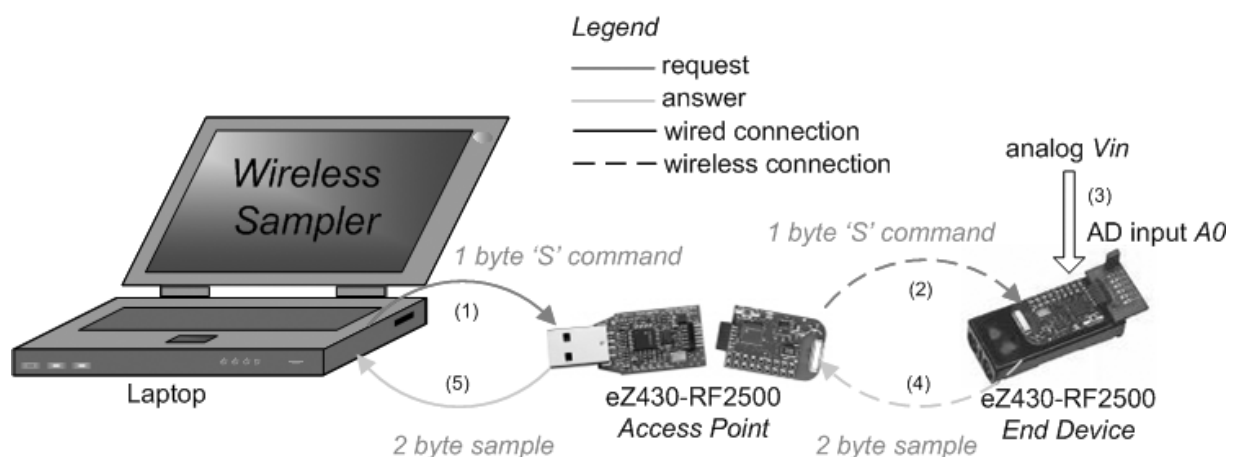 Legend
request
answer
wired connection
wireless connection
Wireless
Sampler
analog Vin
(3)
AD input A0
1 byte ‘S’ command
1 byte ‘S’ command
(1)
(2)
(5)
(4)
Laptop
eZ430-RF2500
Access Point
eZ430-RF2500
End Device
2 byte sample
2 byte sample